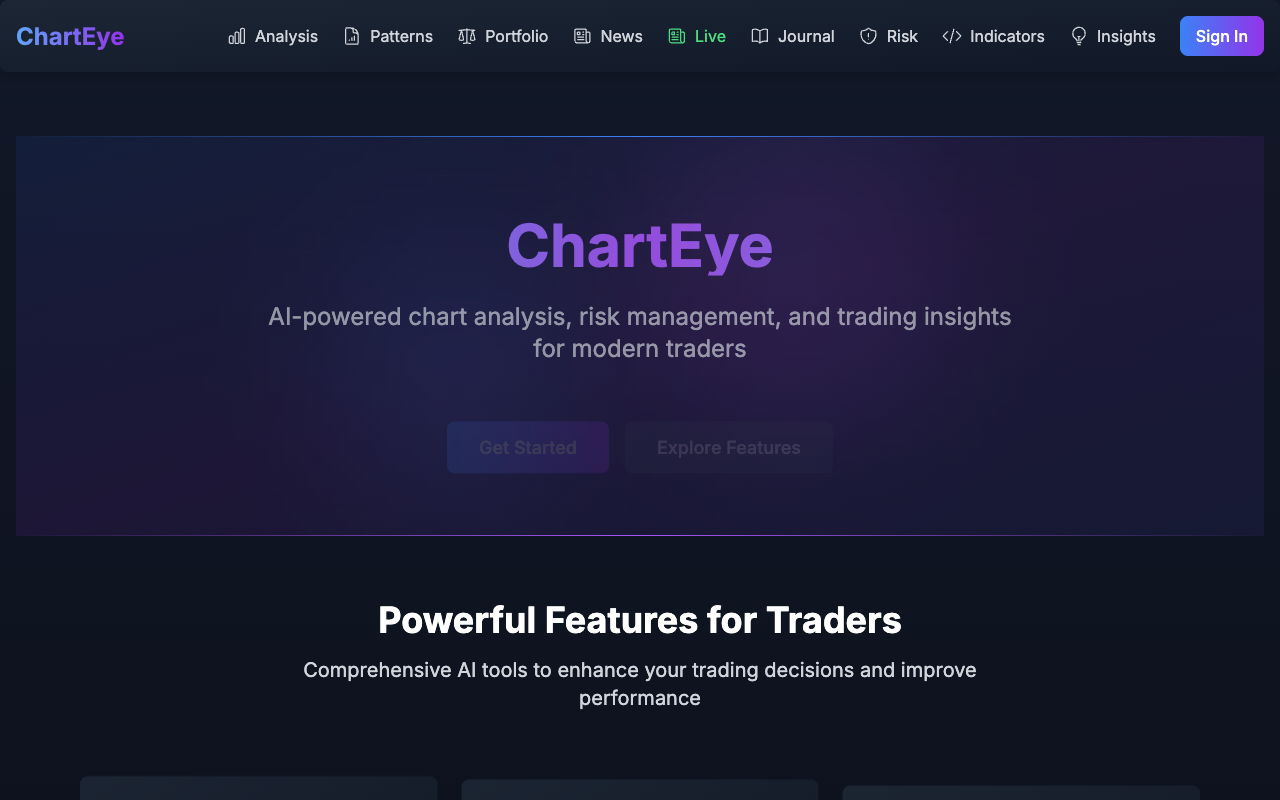 ChartEye
Analysis
Patterns
Portfolio
News
Live
Journal
Risk
Indicators
Insights
Sign In
ChartEye
AI-powered chart analysis, risk management, and trading insights
for modern traders
Get Started
Explore Features
Powerful Features for Traders
Comprehensive AI tools to enhance your trading decisions and improve
performance